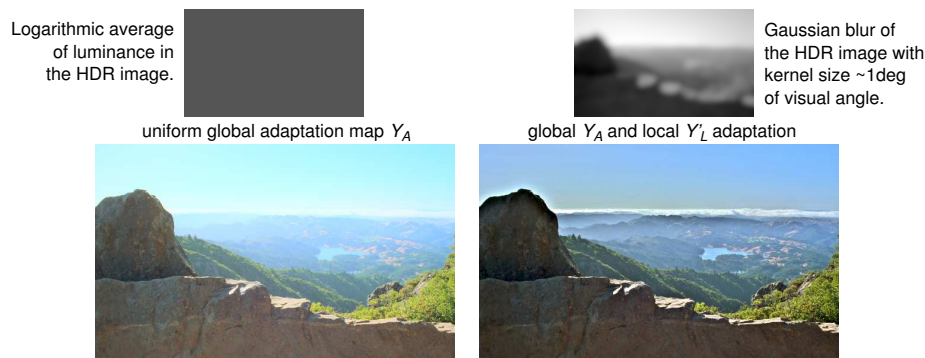 Logarithmic average
of luminance in
the HDR image.
Gaussian blur of
the HDR image with
kernel size ~1deg
of visual angle.
uniform global adaptation map Y_A
global Y_A and local Y'_L adaptation